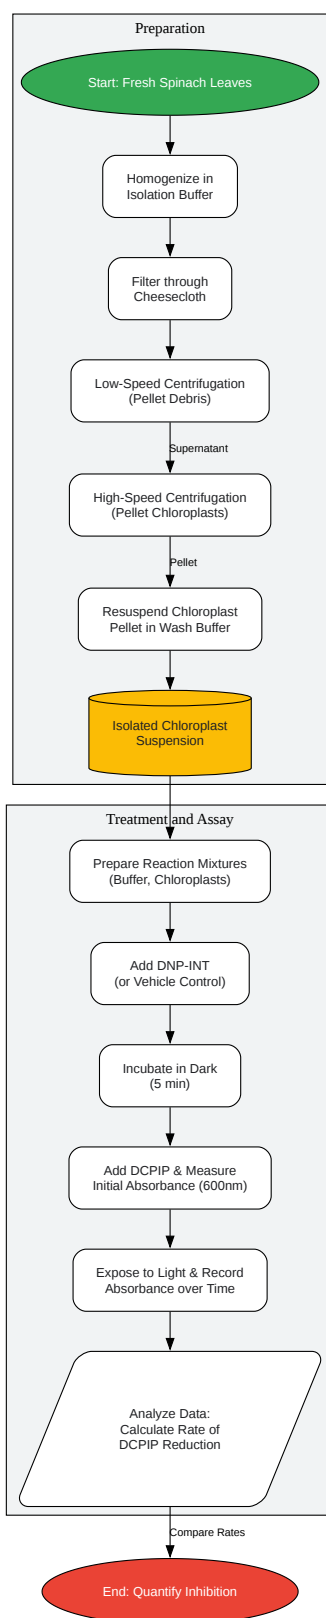 Preparation
Start: Fresh Spinach Leaves
Homogenize in
Isolation Buffer
Filter through
Cheesecloth
Low-Speed Centrifugation
(Pellet Debris)
Supernatant
High-Speed Centrifugation
(Pellet Chloroplasts)
Pellet
Resuspend Chloroplast
Pellet in Wash Buffer
Isolated Chloroplast
Suspension
Treatment and Assay
Prepare Reaction Mixtures
(Buffer, Chloroplasts)
Add DNP-INT
(or Vehicle Control)
Incubate in Dark
(5 min)
Add DCPIP & Measure
Initial Absorbance (600nm)
Expose to Light & Record
Absorbance over Time
Analyze Data:
Calculate Rate of
DCPIP Reduction
Compare Rates
End: Quantify Inhibition